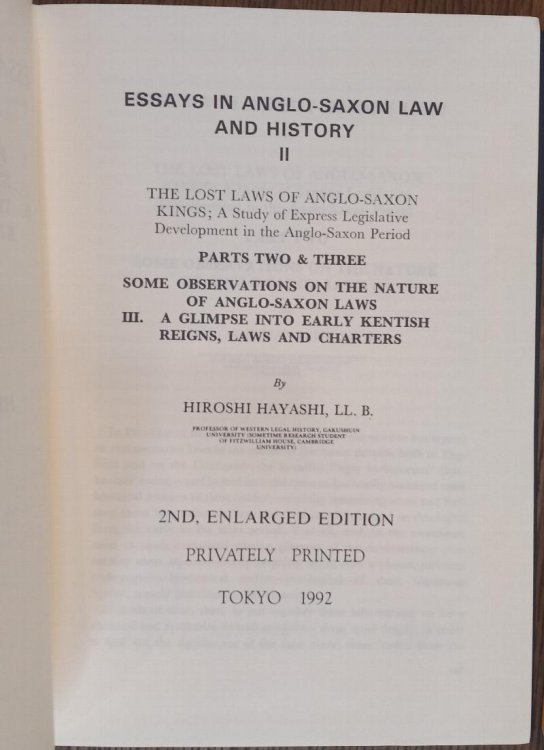 ESSAYS IN ANGLO-SAXON LAW
AND HISTORY
II
THE LOST LAWS OF ANGLO-SAXON
KINGS; A Study of Express Legislative
Development in the Anglo-Saxon Period
PARTS TWO & THREE
SOME OBSERVATIONS ON THE NATURE
OF ANGLO-SAXON LAWS
III. A GLIMPSE INTO EARLY KENTISH
REIGNS, LAWS AND CHARTERS
By
HIROSHI HAYASHI, LL. B.
PROFESSOR OF WESTERN LEGAL HISTORY, GAKUSHUIN
UNIVERSITY (SOMETIME RESEARCH STUDENT
OF FITZWILLIAM HOUSE, CAMBRIDGE
UNIVERSITY)
2ND, ENLARGED EDITION
PRIVATELY PRINTED
TOKYO 1992